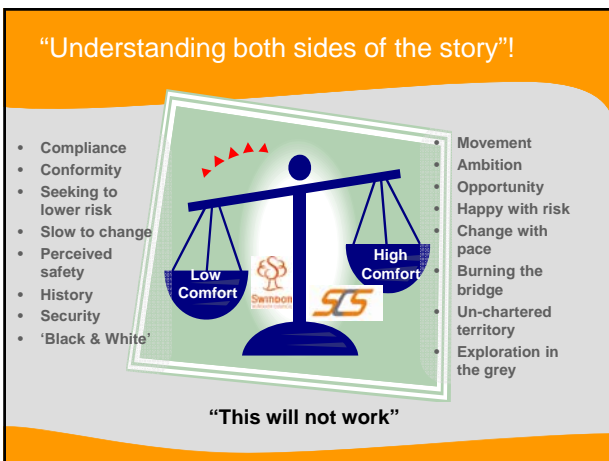 “Understanding both sides of the story”!
• Compliance
• Conformity
• Seeking to
lower risk
• Slow to change
• Perceived
safety
• History
• Security
• ‘Black & White’
Low
Comfort
Swindon
SCS
High
Comfort
• Movement
• Ambition
• Opportunity
• Happy with risk
• Change with
pace
• Burning the
bridge
• Un-chartered
territory
• Exploration in
the grey
“This will not work”